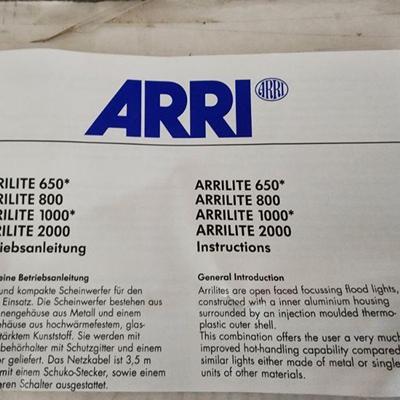 ARRI ARRI
RILITE 650*
RILITE 800
RILITE 1000*
RILITE 2000
iebsanleitung
eine Betriebsanleitung
und kompakte Scheinwerfer für den
Einsatz. Die Scheinwerfer bestehen aus
nengehäuse aus Metall und einem
ehäuse aus hochwärmefestem, glas-
tärktem Kunststoff. Sie werden mit
behörhalter mit Schutzgitter und einem
r geliefert. Das Netzkabel ist 3,5 m
mit einem Schuko-Stecker, sowie einem
ren Schalter ausgestattet.
ARRILITE 650*
ARRILITE 800
ARRILITE 1000*
ARRILITE 2000
Instructions
General Introduction
Arrilites are open faced focussing flood lights,
constructed with a inner aluminium housing
surrounded by an injection moulded thermo-
plastic outer shell.
This combination offers the user a very much
improved hot-handling capability compared
similar lights either made of metal or single
units of other materials.